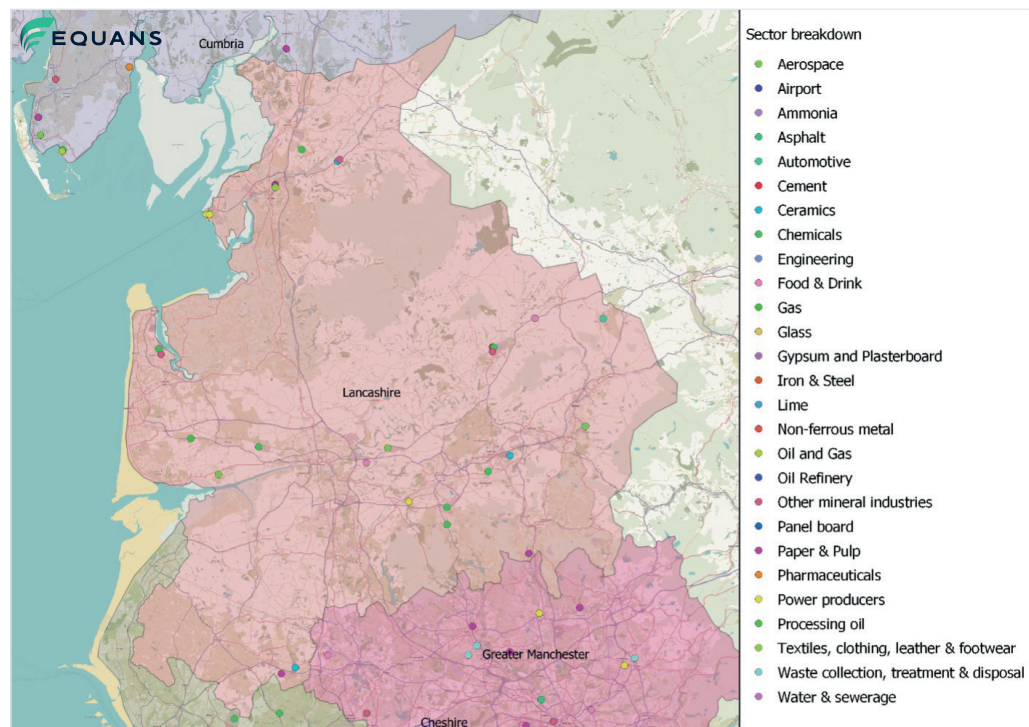 EQUANS
Cumbria
Lancashire
Greater Manchester
Cheshire
Sector breakdown
Aerospace
Airport
Ammonia
Asphalt
Automotive
Cement
Ceramics
Chemicals
Engineering
Food & Drink
Gas
Glass
Gypsum and Plasterboard
Iron & Steel
Lime
Non-ferrous metal
Oil and Gas
Oil Refinery
Other mineral industries
Panel board
Paper & Pulp
Pharmaceuticals
Power producers
Processing oil
Textiles, clothing, leather & footwear
Waste collection, treatment & disposal
Water & sewerage